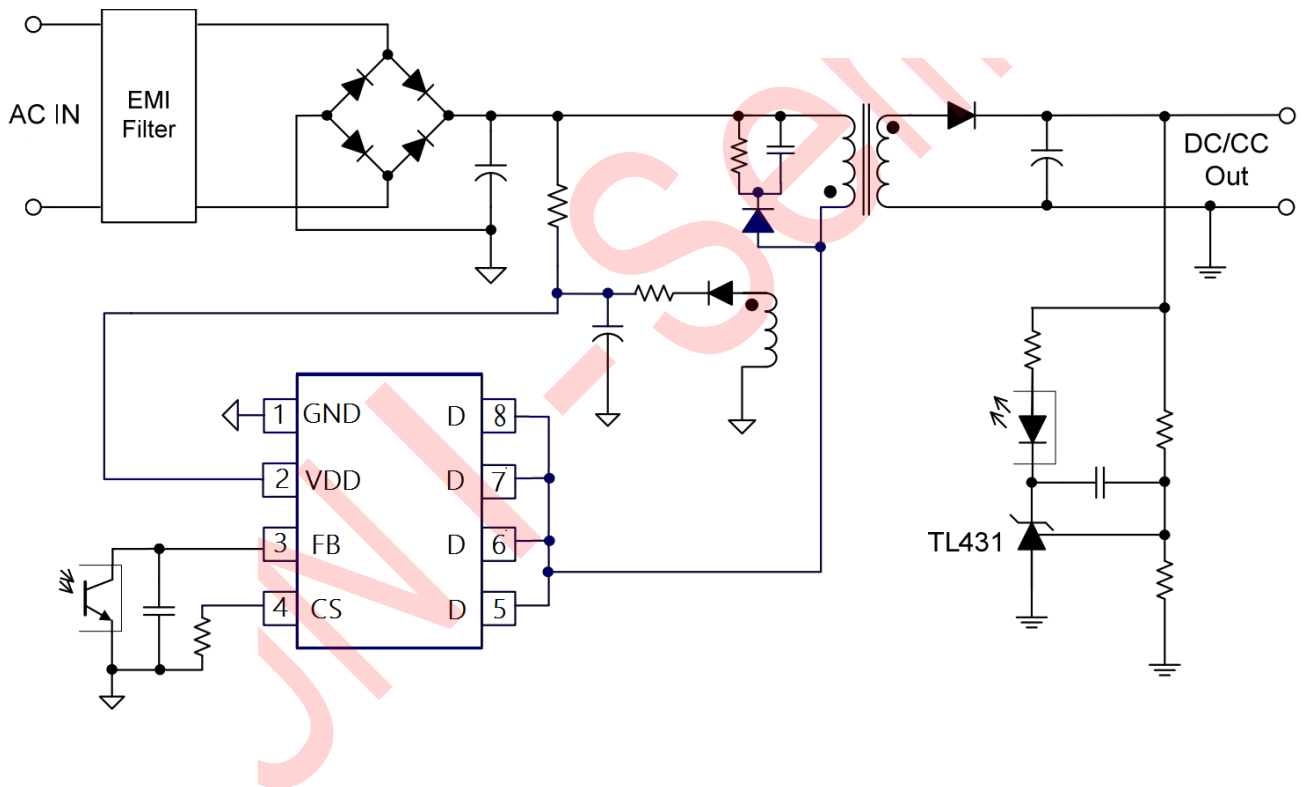 AC IN
EMI
Filter
DC/CC
Out
1 GND D 8
2 VDD D 7
3 FB D 6
4 CS D 5
TL431